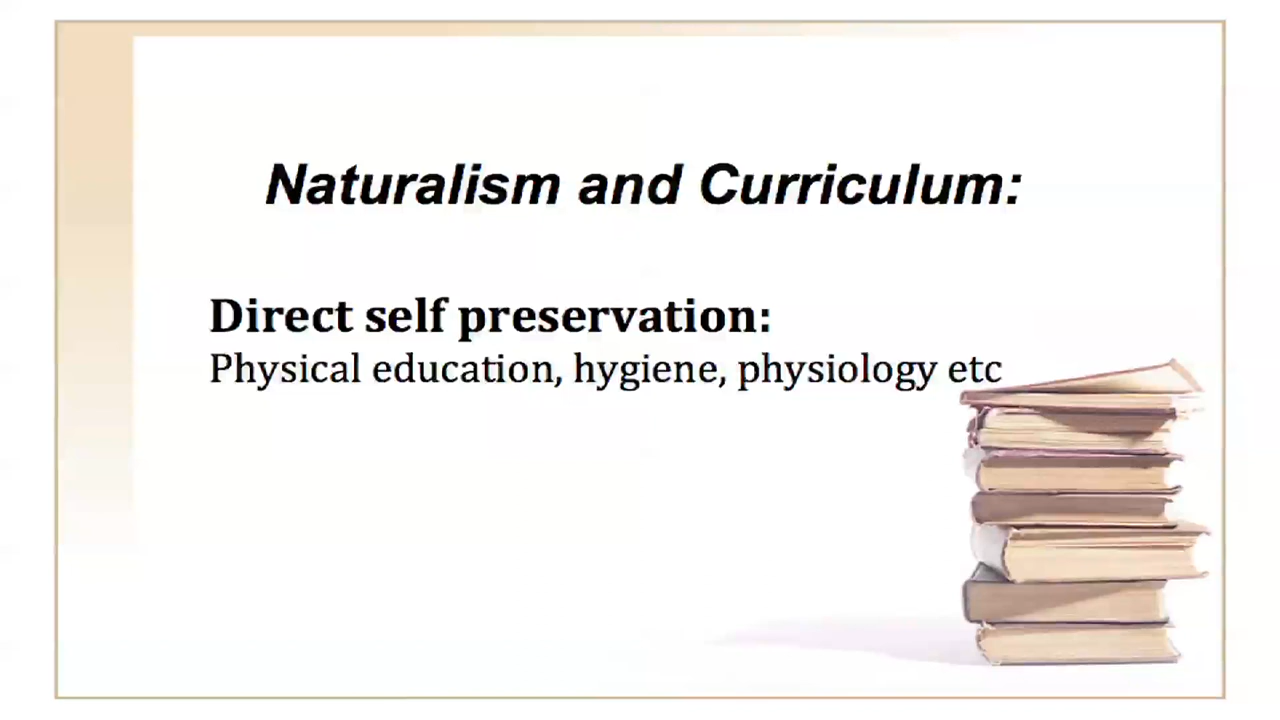 Naturalism and Curriculum:
Direct self preservation:
Physical education, hygiene, physiology etc